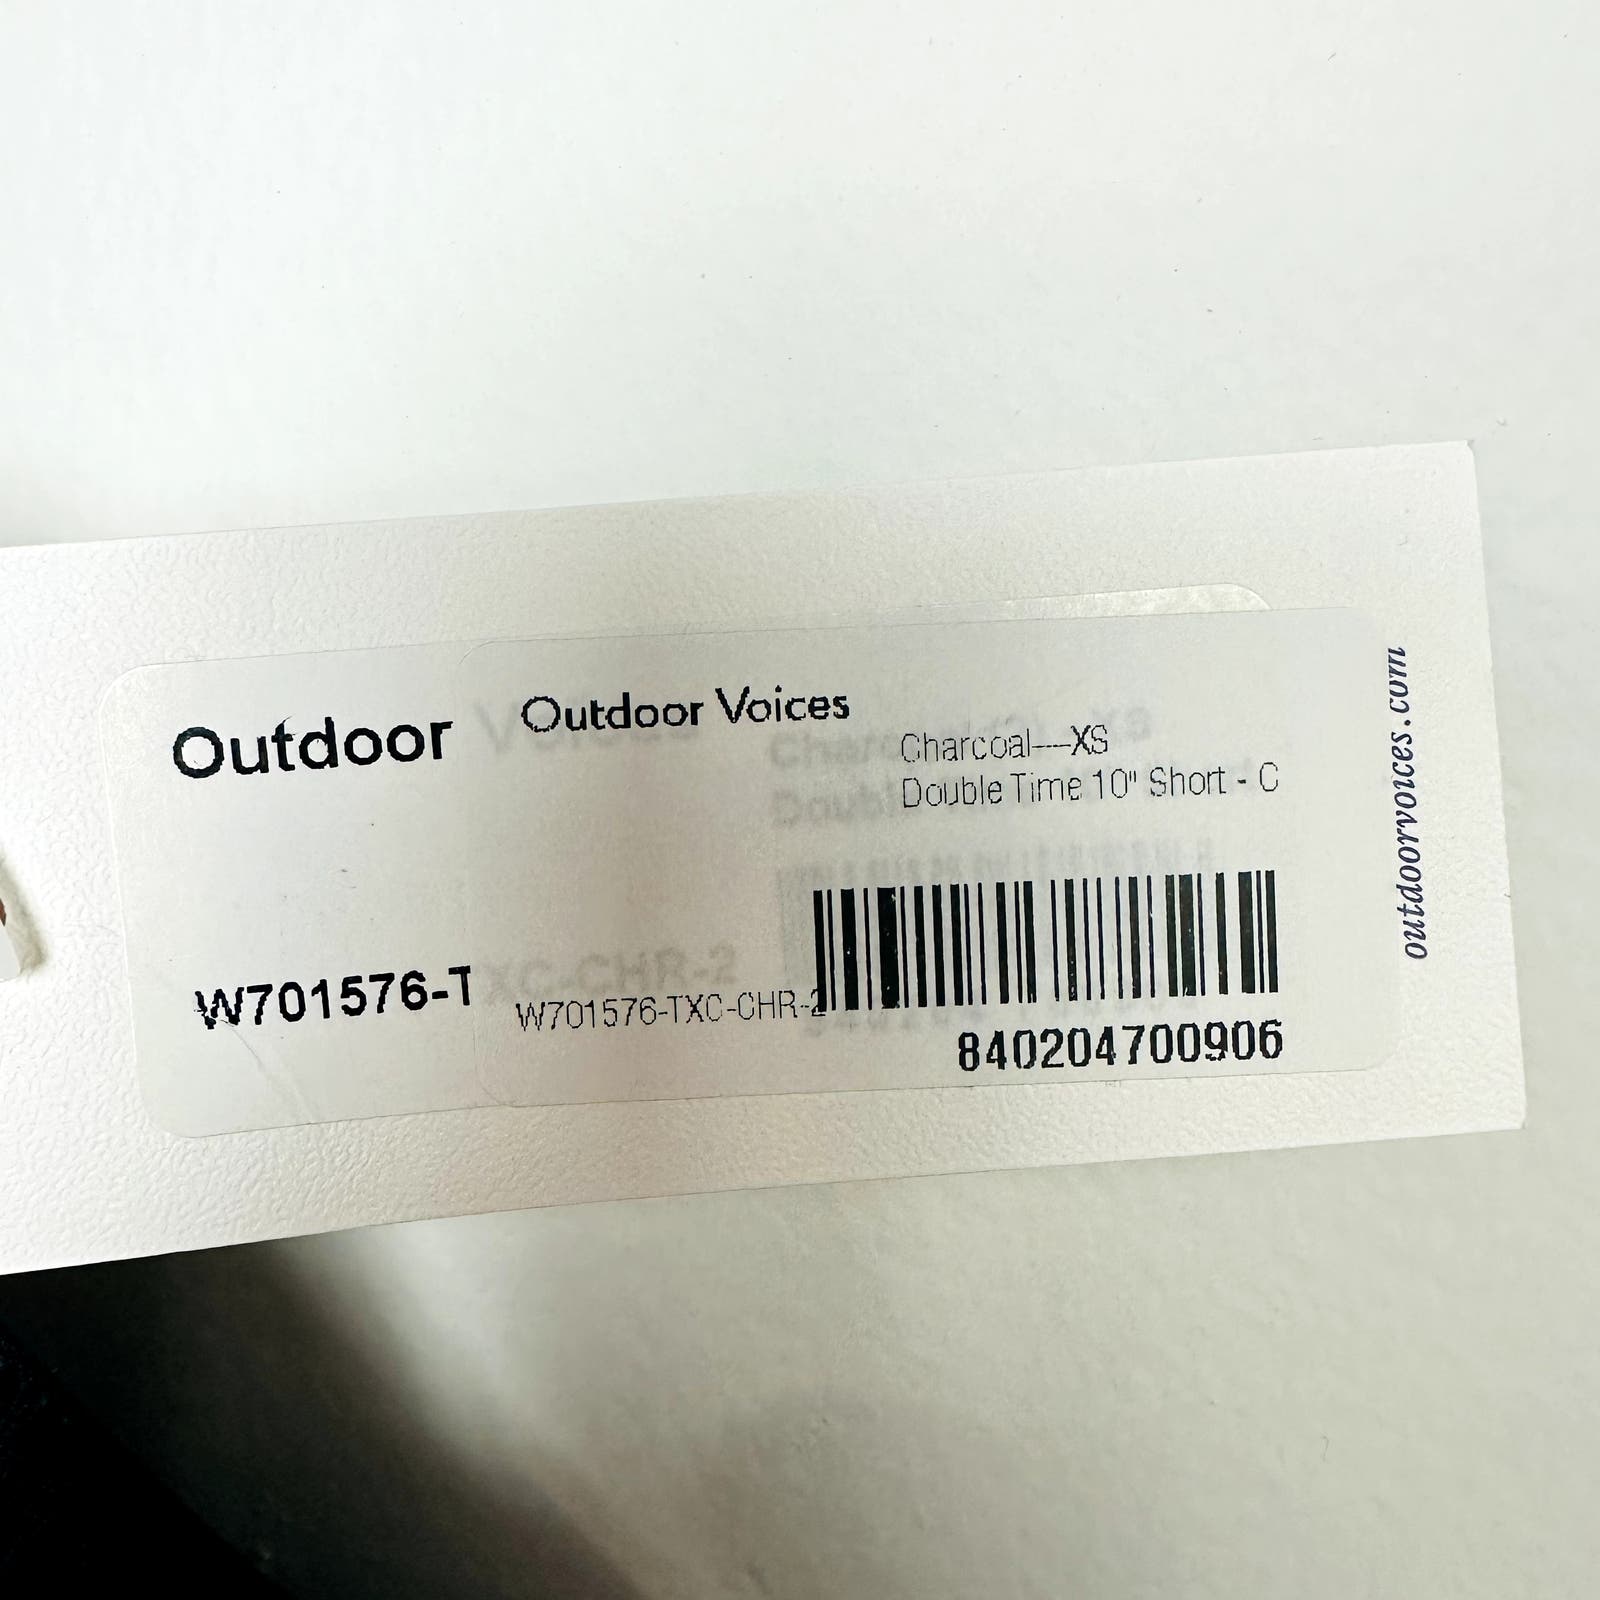 Outdoor
W701576-T
Outdoor Voices
Charcoal—XS
Double Time 10" Short - C
W701576-TXC-CHR-2
840204700906
outdoorvoices.com